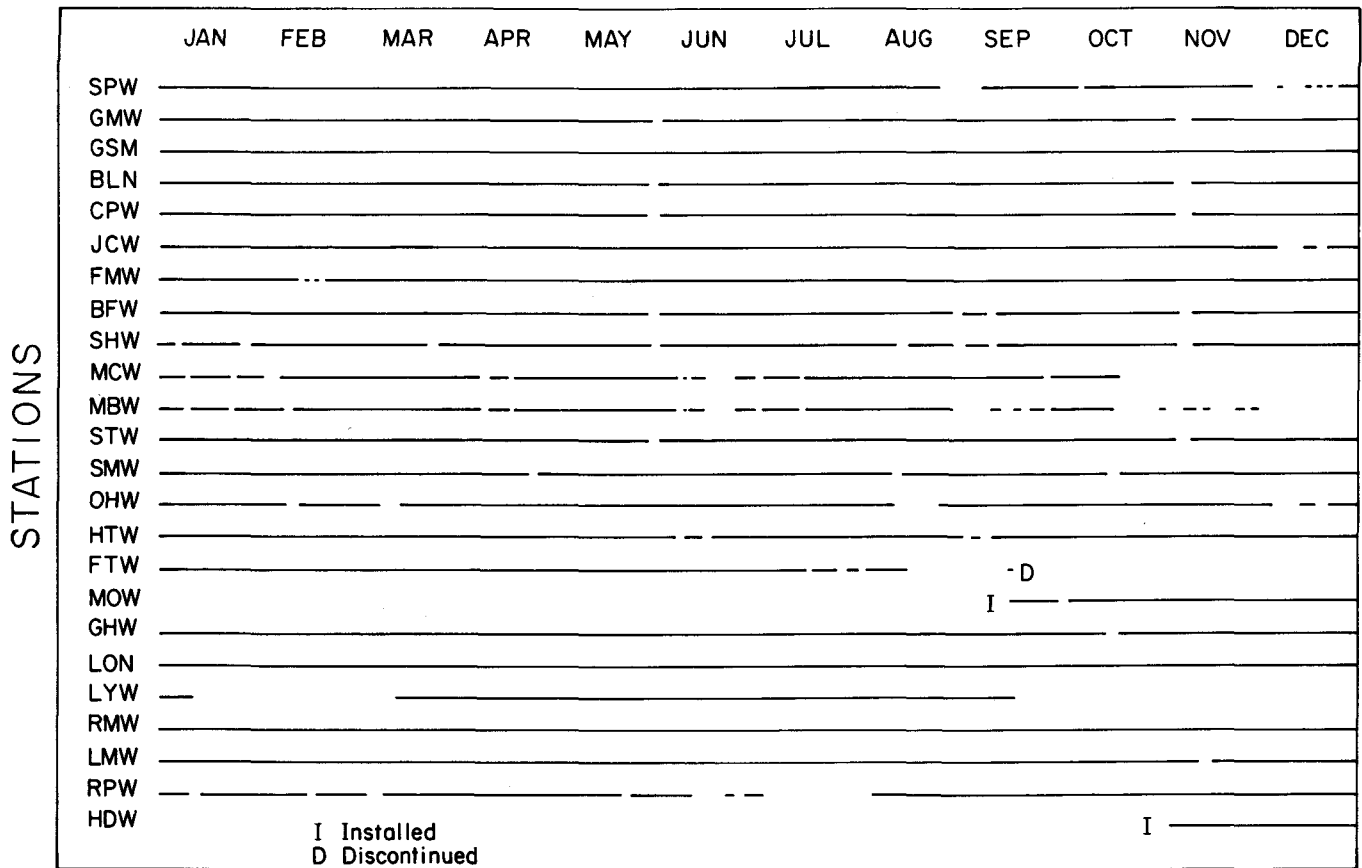 JAN FEB MAR APR MAY JUN JUL AUG SEP OCT NOV DEC
STATIONS
SPW
GMW
GSM
BLN
CPW
JCW
FMW
BFW
SHW
MCW
MBW
STW
SMW
OHW
HTW
FTW D
MOW I
GHW
LON
LYW
RMW
LMW
RPW
HDW I
I Installed
D Discontinued